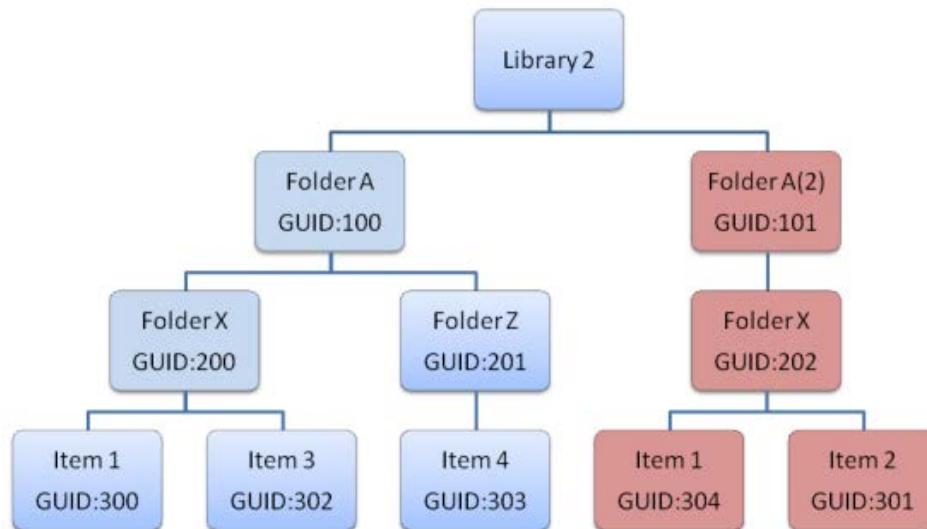 Library 2
Folder A
GUID:100
Folder A(2)
GUID:101
Folder X
GUID:200
Folder Z
GUID:201
Folder X
GUID:202
Item 1
GUID:300
Item 3
GUID:302
Item 4
GUID:303
Item 1
GUID:304
Item 2
GUID:301